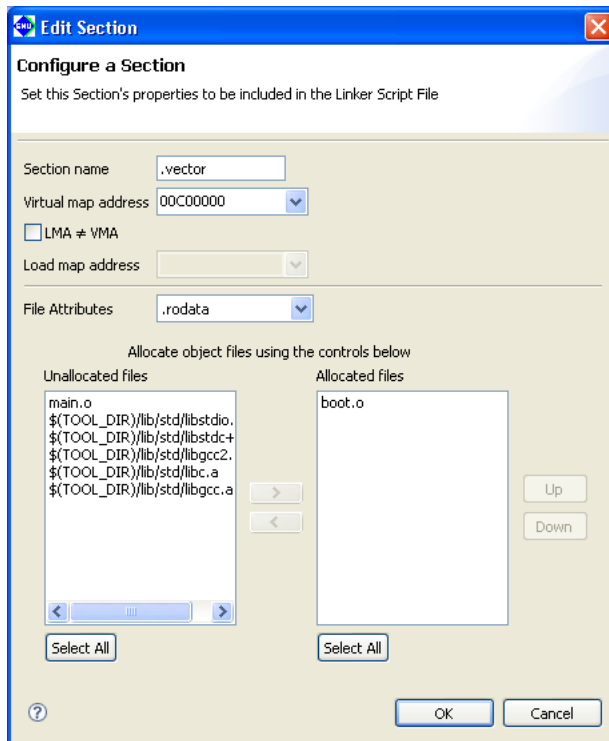 GNU Edit Section
Configure a Section
Set this Section's properties to be included in the Linker Script File
Section name .vector
Virtual map address 00C00000
LMA ≠ VMA
Load map address
File Attributes .rodata
Allocate object files using the controls below
Unallocated files Allocated files
main.o boot.o
$(TOOL_DIR)/lib/std/libstdio.
$(TOOL_DIR)/lib/std/libstdc+
$(TOOL_DIR)/lib/std/libgcc2.
$(TOOL_DIR)/lib/std/libc.a
$(TOOL_DIR)/lib/std/libgcc.a
> Up
< Down
Select All Select All
? OK Cancel